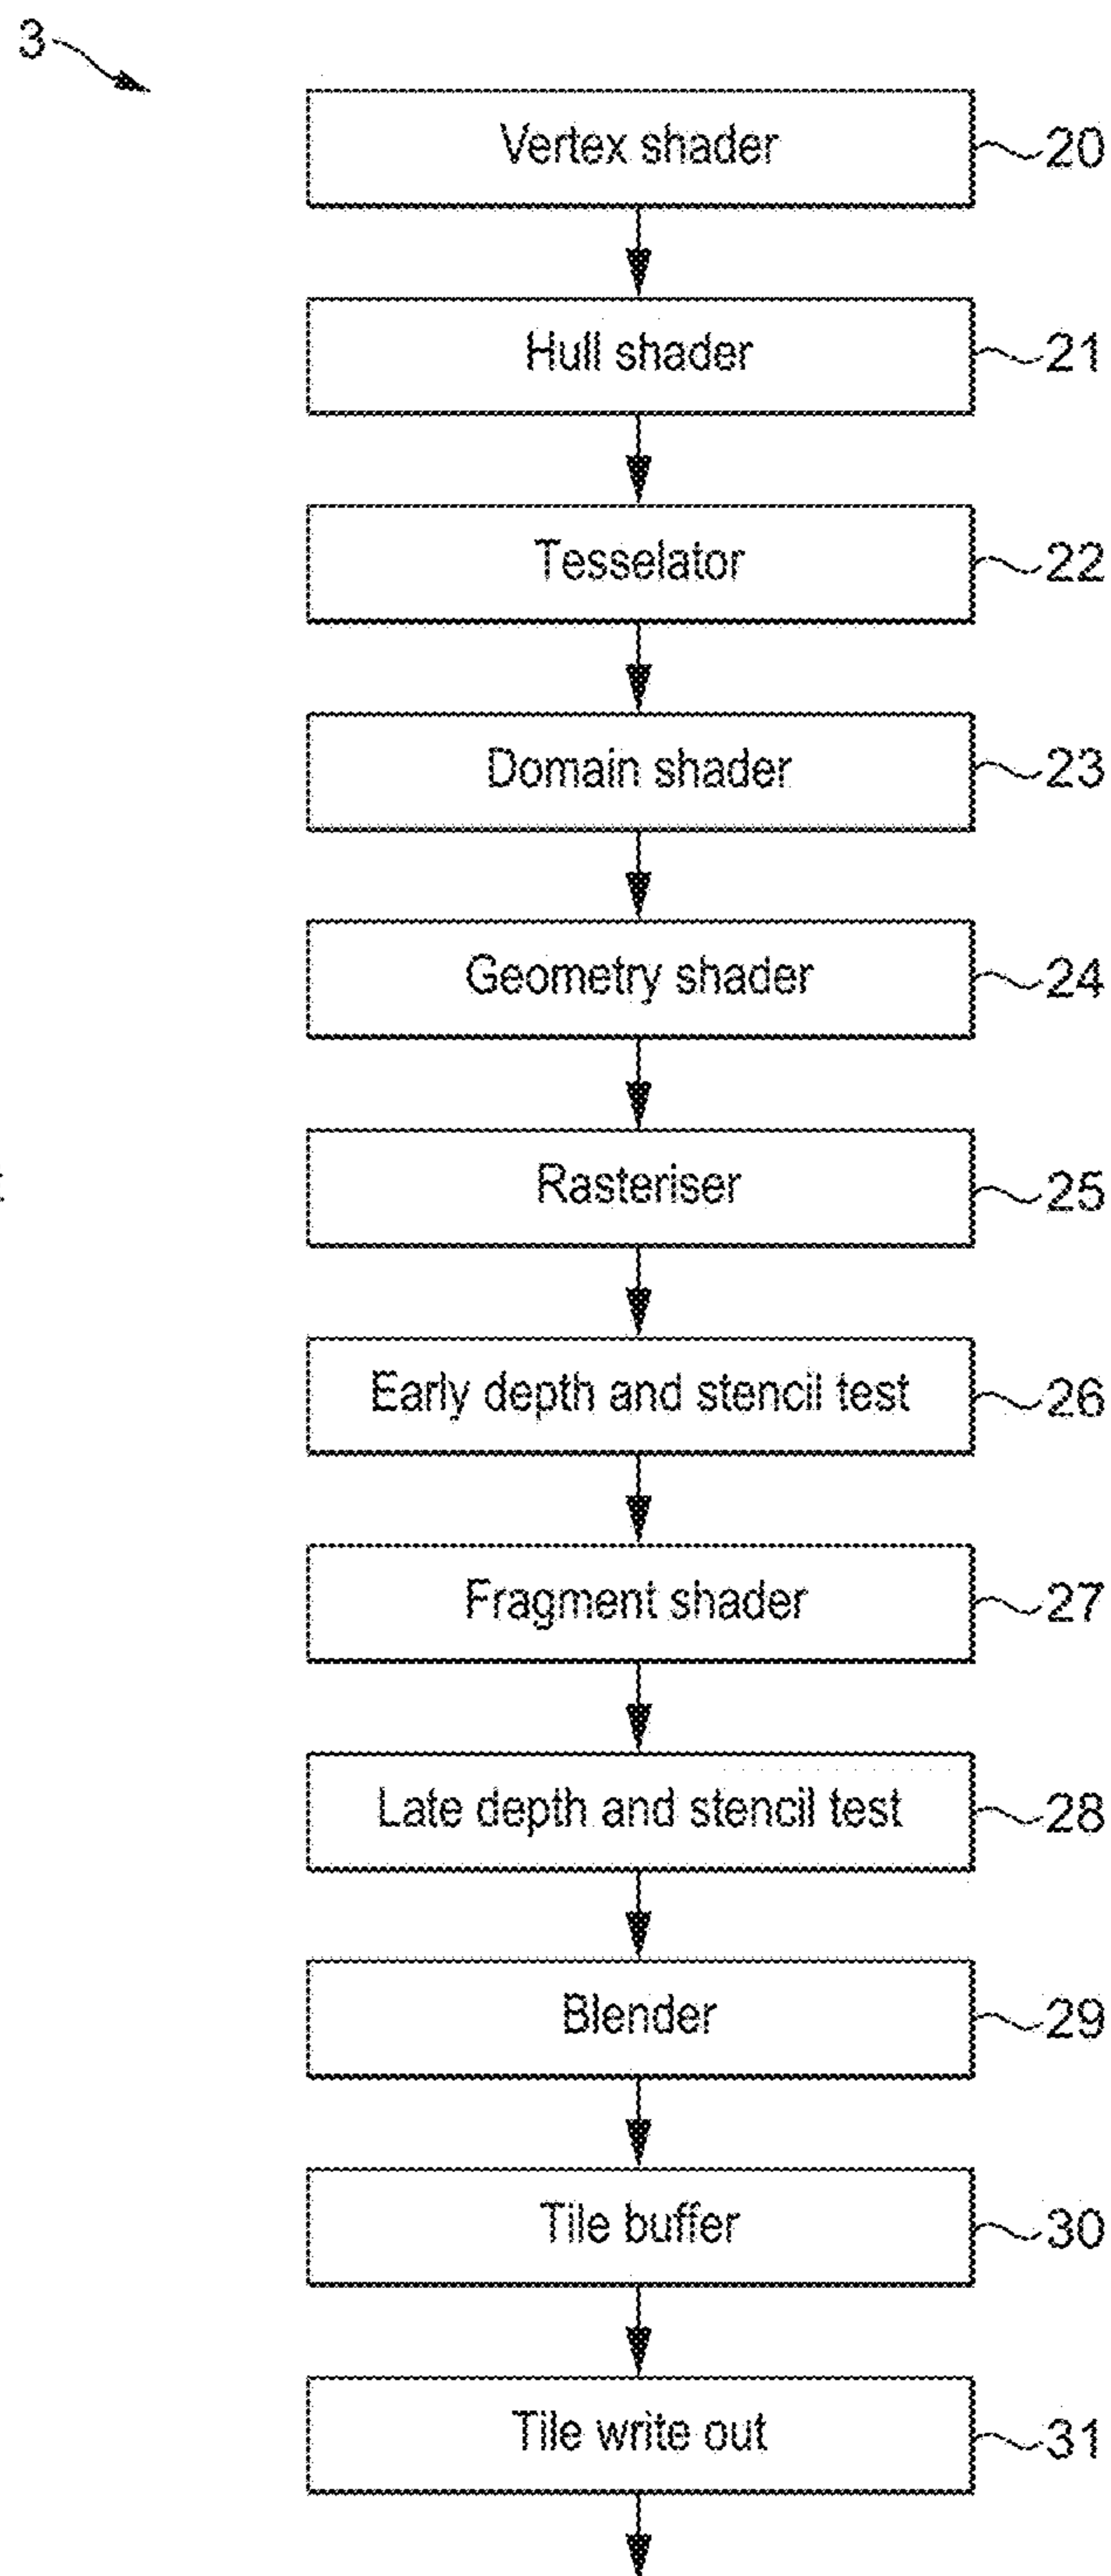 3
Vertex shader 20
Hull shader 21
Tesselator 22
Domain shader 23
Geometry shader 24
Rasteriser 25
Early depth and stencil test 26
Fragment shader 27
Late depth and stencil test 28
Blender 29
Tile buffer 30
Tile write out 31